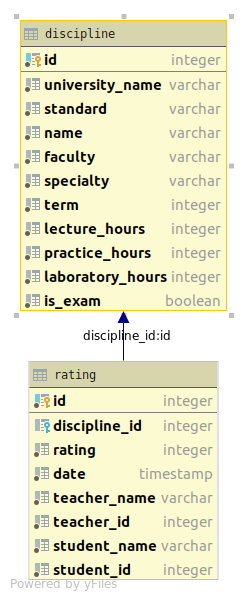 discipline
id integer
university_name varchar
standard varchar
name varchar
faculty varchar
specialty varchar
term integer
lecture_hours integer
practice_hours integer
laboratory_hours integer
is_exam boolean
discipline_id:id
rating
id integer
discipline_id integer
rating integer
date timestamp
teacher_name varchar
teacher_id integer
student_name varchar
student_id integer
Powered by yFiles